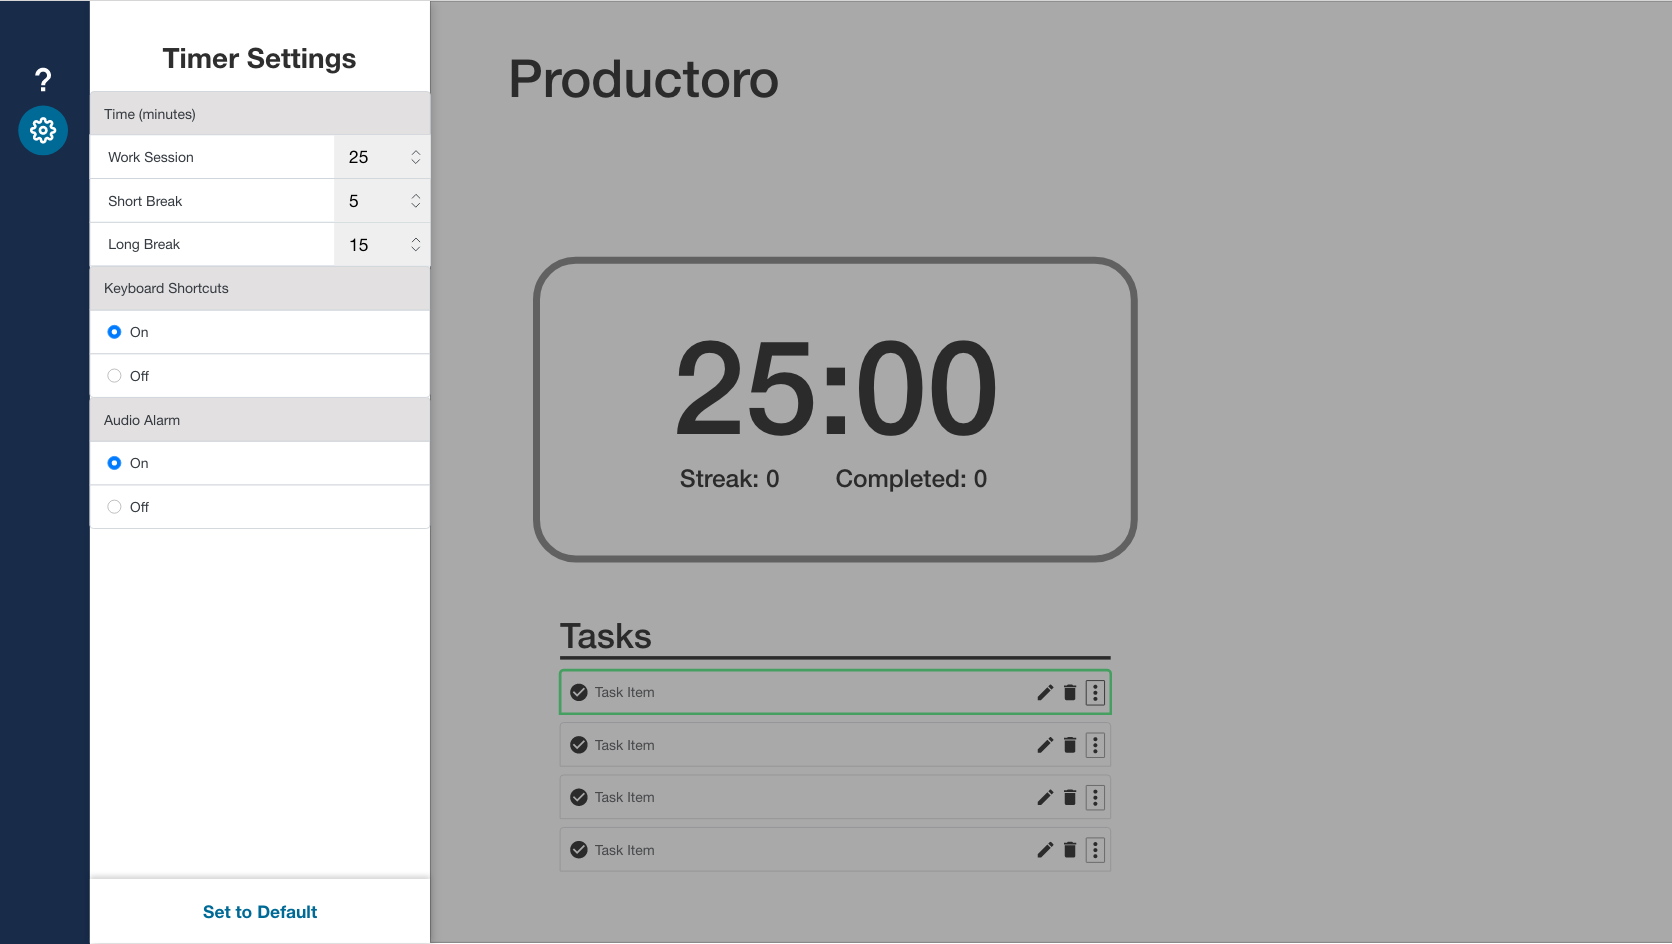 ?
Timer Settings
Time (minutes)
Work Session 25
Short Break 5
Long Break 15
Keyboard Shortcuts
On
Off
Audio Alarm
On
Off
Set to Default
Productoro
25:00
Streak: 0 Completed: 0
Tasks
Task Item
Task Item
Task Item
Task Item